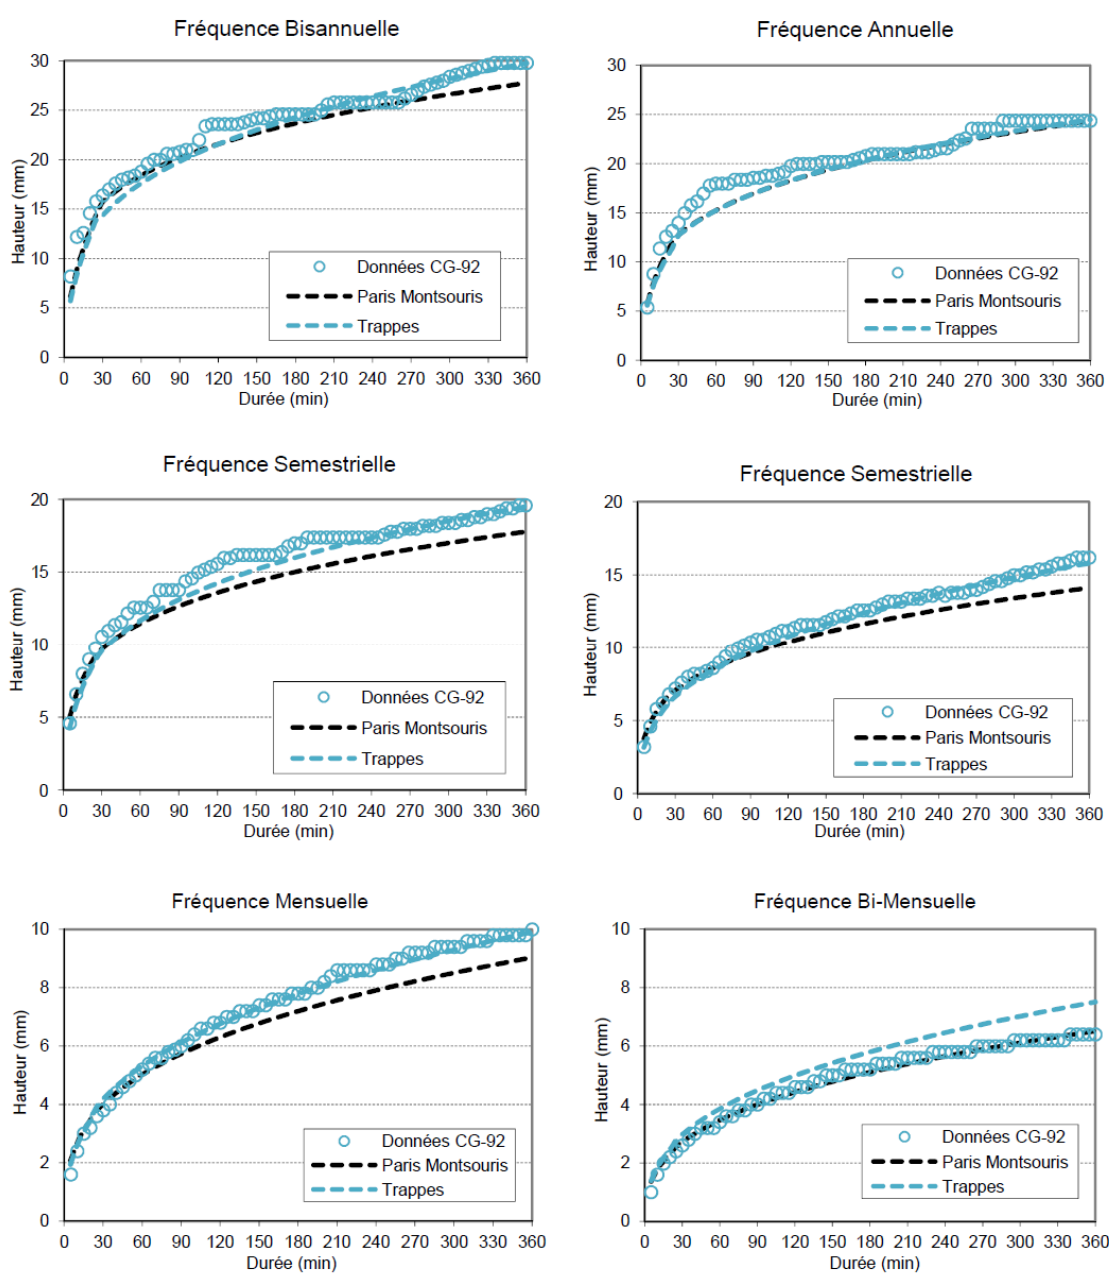 Fréquence Bisannuelle
30
25
20
15
10
5
0
Hauteur (mm)
Données CG-92
Paris Montsouris
Trappes
0 30 60 90 120 150 180 210 240 270 300 330 360
Durée (min)
Fréquence Annuelle
30
25
20
15
10
5
0
Hauteur (mm)
Données CG-92
Paris Montsouris
Trappes
0 30 60 90 120 150 180 210 240 270 300 330 360
Durée (min)
Fréquence Semestrielle
20
15
10
5
0
Hauteur (mm)
Données CG-92
Paris Montsouris
Trappes
0 30 60 90 120 150 180 210 240 270 300 330 360
Durée (min)
Fréquence Semestrielle
20
15
10
5
0
Hauteur (mm)
Données CG-92
Paris Montsouris
Trappes
0 30 60 90 120 150 180 210 240 270 300 330 360
Durée (min)
Fréquence Mensuelle
10
8
6
4
2
0
Hauteur (mm)
Données CG-92
Paris Montsouris
Trappes
0 30 60 90 120 150 180 210 240 270 300 330 360
Durée (min)
Fréquence Bi-Mensuelle
10
8
6
4
2
0
Hauteur (mm)
Données CG-92
Paris Montsouris
Trappes
0 30 60 90 120 150 180 210 240 270 300 330 360
Durée (min)